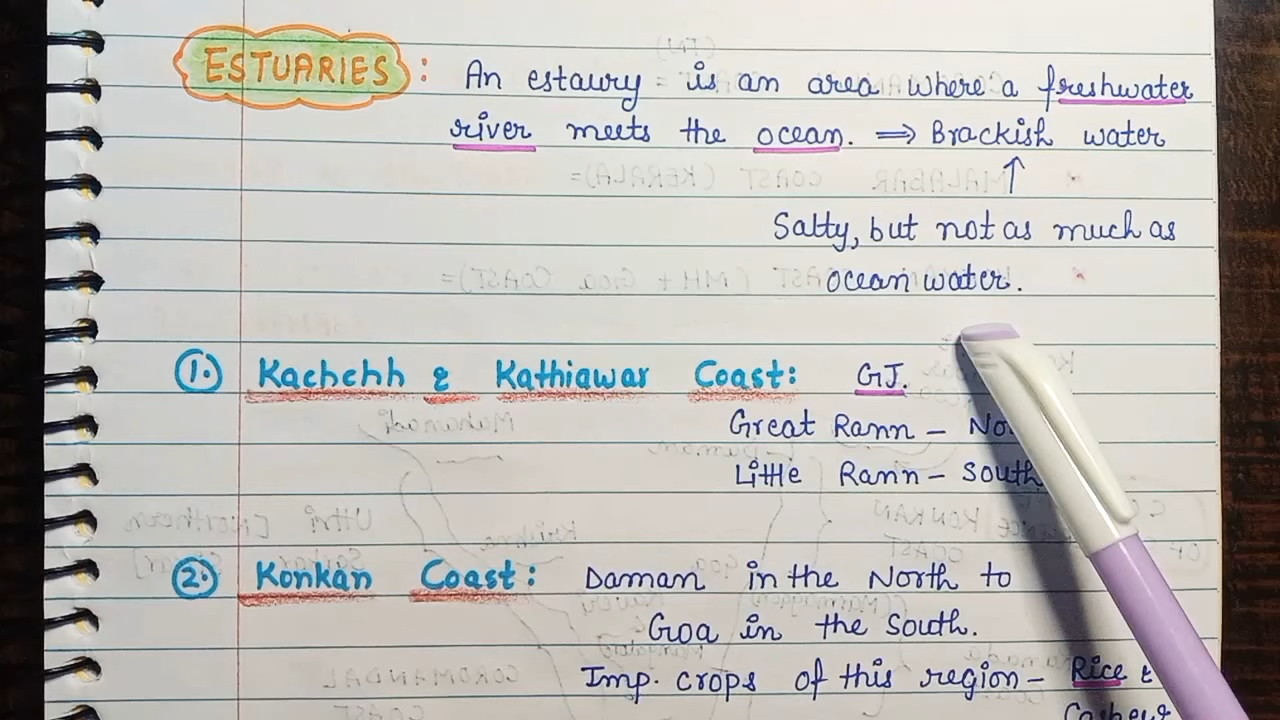 ESTUARIES : An estaury is an area where a freshwater
river meets the ocean. ⇒ Brackish water
↑
Salty, but not as much as
ocean water.
1. Kachchh & Kathiawar Coast: GJ.
Great Rann –
Little Rann – South
2. Konkan Coast: Daman in the North to
Goa in the South.
Imp. crops of this region – Rice &